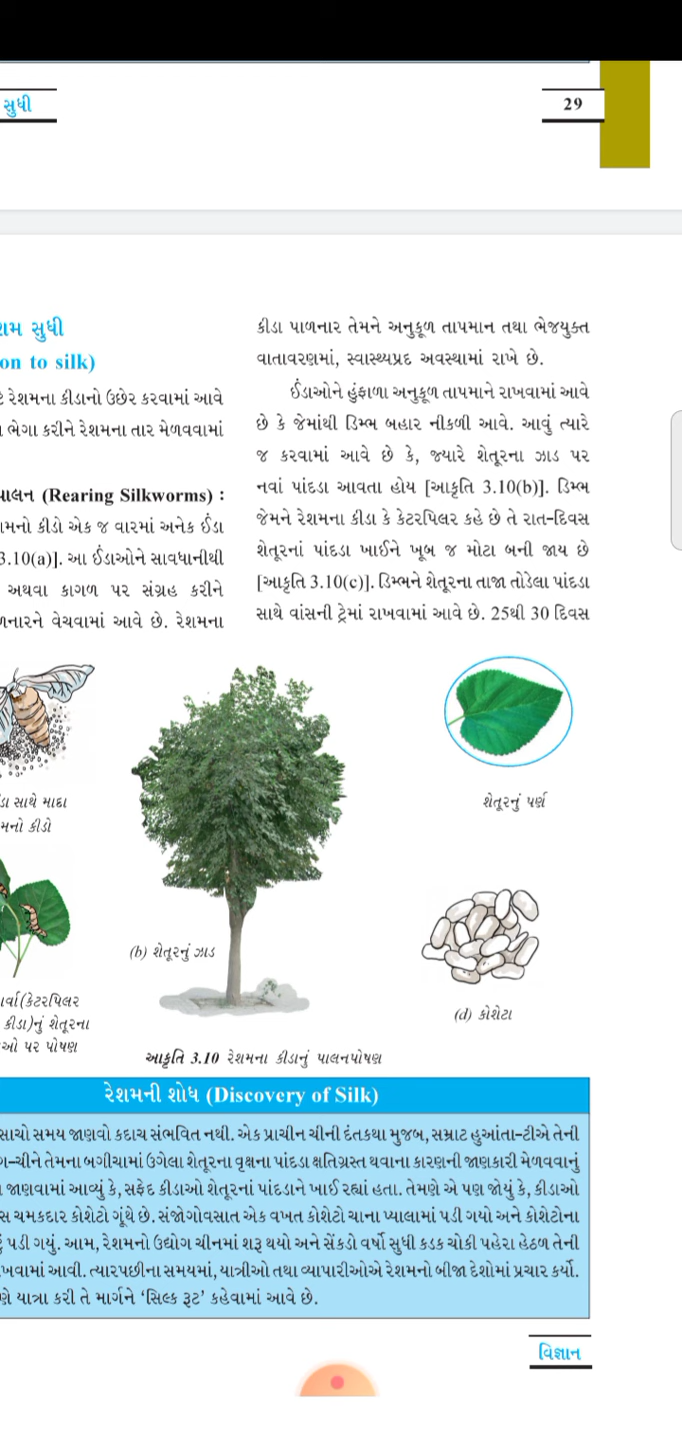 સુધી
29
શમ સુધી
on to silk)
રેશમના કીડાનો ઉછેર કરવામાં આવે
ભેગા કરીને રેશમના તાર મેળવવામાં
પાલન (Rearing Silkworms) :
શમનો કીડો એક જ વારમાં અનેક ઈંડા
3.10(a)]. આ ઈંડાઓને સાવધાનીથી
અથવા કાગળ પર સંગ્રહ કરીને
ળનારને વેચવામાં આવે છે. રેશમના
કીડા પાળનાર તેમને અનુકૂળ તાપમાન તથા ભેજયુક્ત
વાતાવરણમાં, સ્વાસ્થ્યપ્રદ અવસ્થામાં રાખે છે.
ઈંડાઓને હુંફાળા અનુકૂળ તાપમાને રાખવામાં આવે
છે કે જેમાંથી ડિમ્ભ બહાર નીકળી આવે. આવું ત્યારે
જ કરવામાં આવે છે કે, જ્યારે શેતૂરના ઝાડ પર
નવાં પાંદડા આવતા હોય [આકૃતિ 3.10(b)]. ડિમ્ભ
જેમને રેશમના કીડા કે કેટરપિલર કહે છે તે રાત-દિવસ
શેતૂરનાં પાંદડા ખાઈને ખૂબ જ મોટા બની જાય છે
[આકૃતિ 3.10(c)]. ડિમ્ભને શેતૂરના તાજા તોડેલા પાંદડા
સાથે વાંસની ટ્રેમાં રાખવામાં આવે છે. 25થી 30 દિવસ
ડા સાથે માદા
મનો કીડો
શેતૂરનું પર્ણ
(b) શેતૂરનું ઝાડ
ાર્વા(કેટરપિલર
કીડા)નું શેતૂરના
ઓ પર પોષણ
(d) કોશેટા
આકૃતિ 3.10 રેશમના કીડાનું પાલનપોષણ
રેશમની શોધ (Discovery of Silk)
સાચો સમય જાણવો કદાચ સંભવિત નથી. એક પ્રાચીન ચીની દંતકથા મુજબ, સમ્રાટ હુઆંતા-ટીએ તેની
ગ-ચીને તેમના બગીચામાં ઉગેલા શેતૂરના વૃક્ષના પાંદડા ક્ષતિગ્રસ્ત થવાના કારણની જાણકારી મેળવવાનું
જાણવામાં આવ્યું કે, સફેદ કીડાઓ શેતૂરનાં પાંદડાને ખાઈ રહ્યાં હતા. તેમણે એ પણ જોયું કે, કીડાઓ
સ ચમકદાર કોશેટો ગૂંથે છે. સંજોગોવસાત એક વખત કોશેટો ચાના પ્યાલામાં પડી ગયો અને કોશેટોના
પડી ગયું. આમ, રેશમનો ઉદ્યોગ ચીનમાં શરૂ થયો અને સેંકડો વર્ષો સુધી કડક ચોકી પહેરા હેઠળ તેની
ખવામાં આવી. ત્યારપછીના સમયમાં, યાત્રીઓ તથા વ્યાપારીઓએ રેશમનો બીજા દેશોમાં પ્રચાર કર્યો.
ણે યાત્રા કરી તે માર્ગને ‘સિલ્ક રૂટ’ કહેવામાં આવે છે.
વિજ્ઞાન